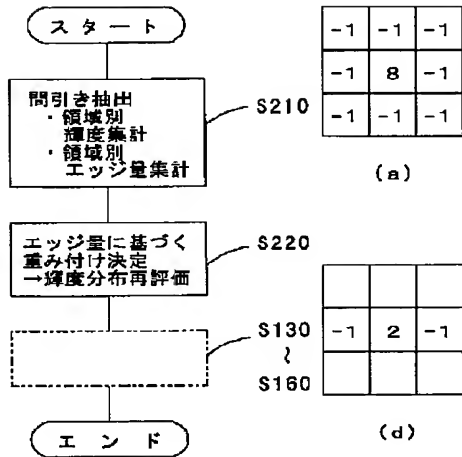 スタート
間引き抽出
・領域別
輝度集計
・領域別
エッジ量集計
S210
エッジ量に基づく
重み付け決定
→輝度分布再評価
S220
S130
~
S160
エンド
-1 -1 -1
-1 8 -1
-1 -1 -1
(a)
-1 2 -1
(d)